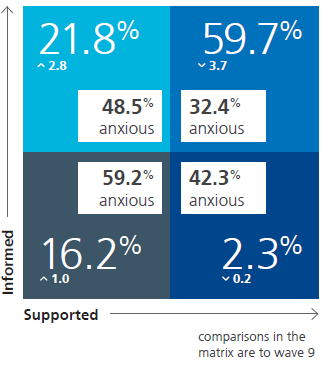 21.8% 59.7%
^ 2.8 ˅ 3.7
48.5% 32.4%
anxious anxious
59.2% 42.3%
anxious anxious
16.2% 2.3%
^ 1.0 ˅ 0.2
Informed
Supported
comparisons in the
matrix are to wave 9